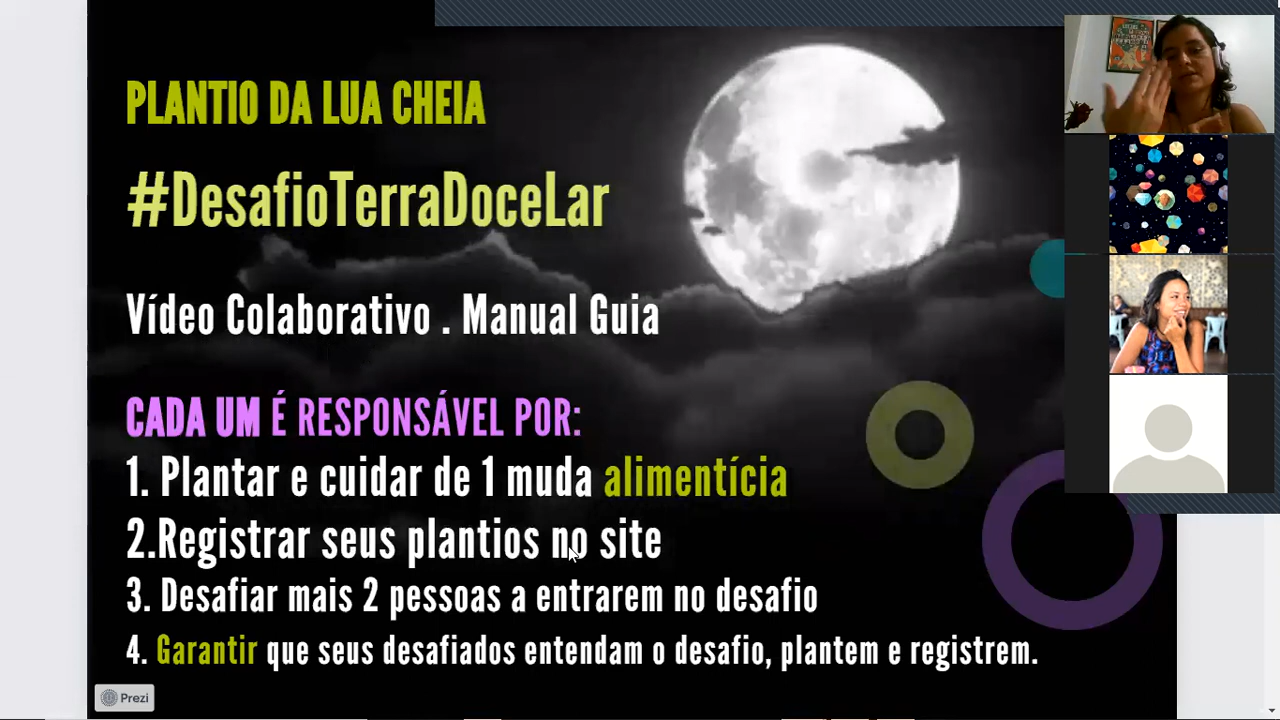 PLANTIO DA LUA CHEIA
#DesafioTerraDoceLar
Vídeo Colaborativo . Manual Guia
CADA UM É RESPONSÁVEL POR:
1. Plantar e cuidar de 1 muda alimentícia
2.Registrar seus plantios no site
3. Desafiar mais 2 pessoas a entrarem no desafio
4. Garantir que seus desafiados entendam o desafio, plantem e registrem.
Prezi